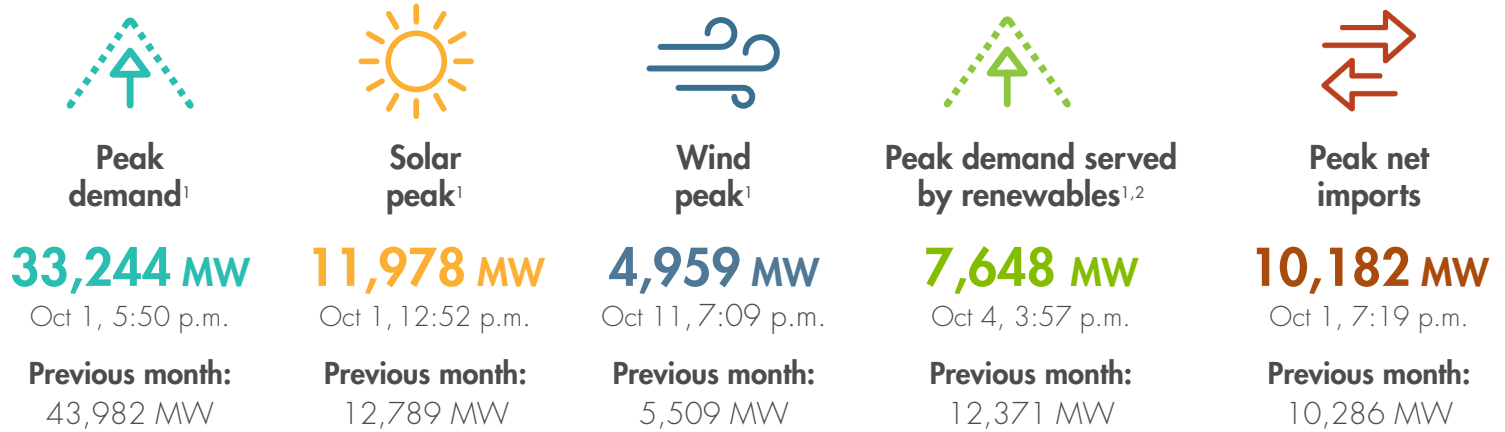 Peak
demand1
33,244 MW
Oct 1, 5:50 p.m.
Previous month:
43,982 MW
Solar
peak1
11,978 MW
Oct 1, 12:52 p.m.
Previous month:
12,789 MW
Wind
peak1
4,959 MW
Oct 11, 7:09 p.m.
Previous month:
5,509 MW
Peak demand served
by renewables1,2
7,648 MW
Oct 4, 3:57 p.m.
Previous month:
12,371 MW
Peak net
imports
10,182 MW
Oct 1, 7:19 p.m.
Previous month:
10,286 MW